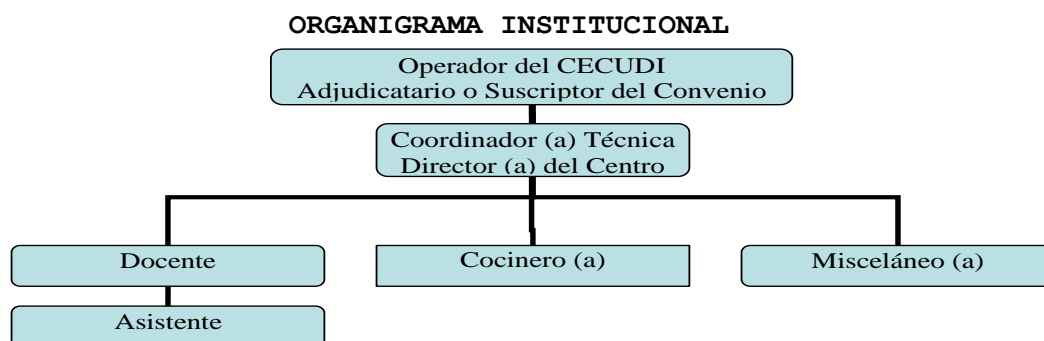 ORGANIGRAMA INSTITUCIONAL
Operador del CECUDI
Adjudicatario o Suscriptor del Convenio
Coordinador (a) Técnica
Director (a) del Centro
Docente
Cocinero (a)
Misceláneo (a)
Asistente